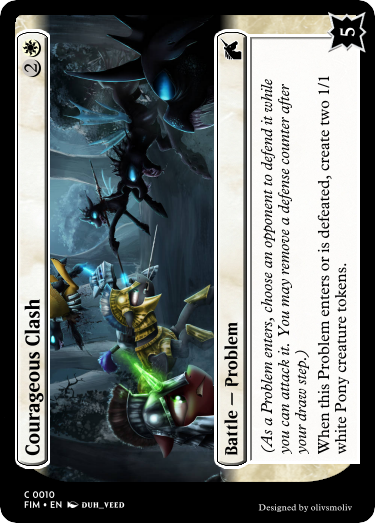 Courageous Clash
2
Battle — Problem
(As a Problem enters, choose an opponent to defend it while
you can attack it. You may remove a defense counter after
your draw step.)
When this Problem enters or is defeated, create two 1/1
white Pony creature tokens.
5
C 0010
FIM • EN DUH_VEED
Designed by olivsmoliv